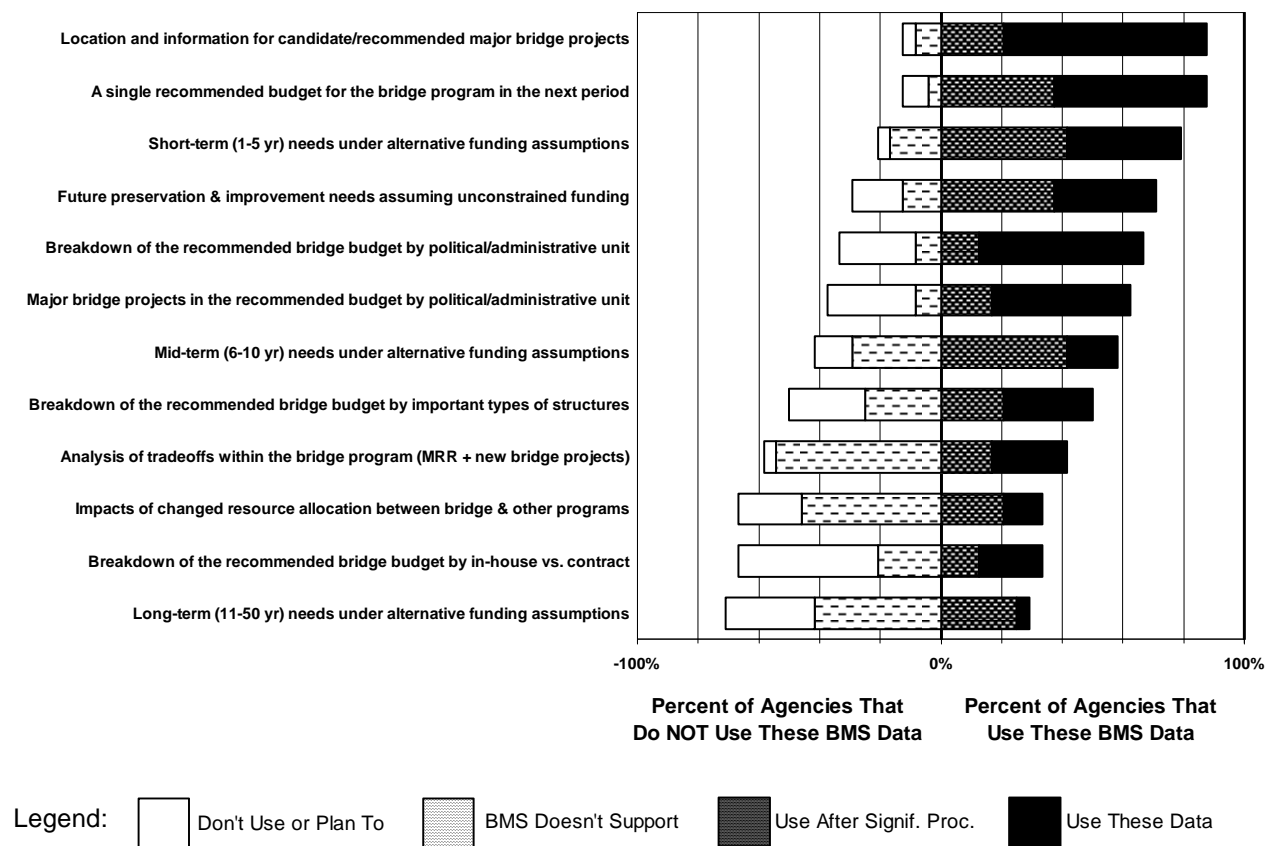 Location and information for candidate/recommended major bridge projects
A single recommended budget for the bridge program in the next period
Short-term (1-5 yr) needs under alternative funding assumptions
Future preservation & improvement needs assuming unconstrained funding
Breakdown of the recommended bridge budget by political/administrative unit
Major bridge projects in the recommended budget by political/administrative unit
Mid-term (6-10 yr) needs under alternative funding assumptions
Breakdown of the recommended bridge budget by important types of structures
Analysis of tradeoffs within the bridge program (MRR + new bridge projects)
Impacts of changed resource allocation between bridge & other programs
Breakdown of the recommended bridge budget by in-house vs. contract
Long-term (11-50 yr) needs under alternative funding assumptions
-100% 0% 100%
Percent of Agencies That
Do NOT Use These BMS Data
Percent of Agencies That
Use These BMS Data
Legend: Don't Use or Plan To BMS Doesn't Support Use After Signif. Proc. Use These Data